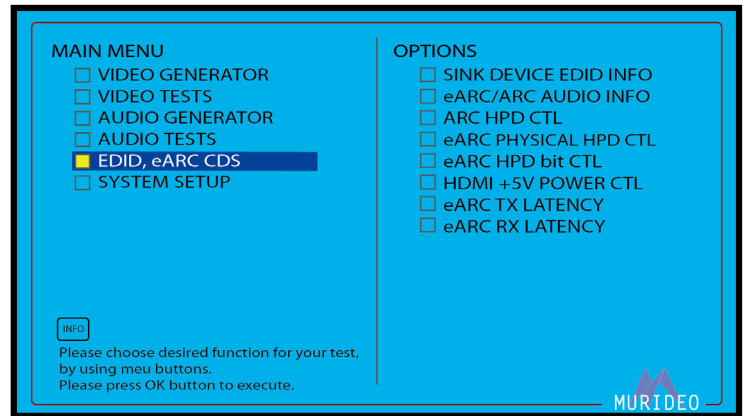 MAIN MENU
VIDEO GENERATOR
VIDEO TESTS
AUDIO GENERATOR
AUDIO TESTS
EDID, eARC CDS
SYSTEM SETUP
OPTIONS
SINK DEVICE EDID INFO
eARC/ARC AUDIO INFO
ARC HPD CTL
eARC PHYSICAL HPD CTL
eARC HPD bit CTL
HDMI +5V POWER CTL
eARC TX LATENCY
eARC RX LATENCY
INFO
Please choose desired function for your test,
by using meu buttons.
Please press OK button to execute.
MURIDEO